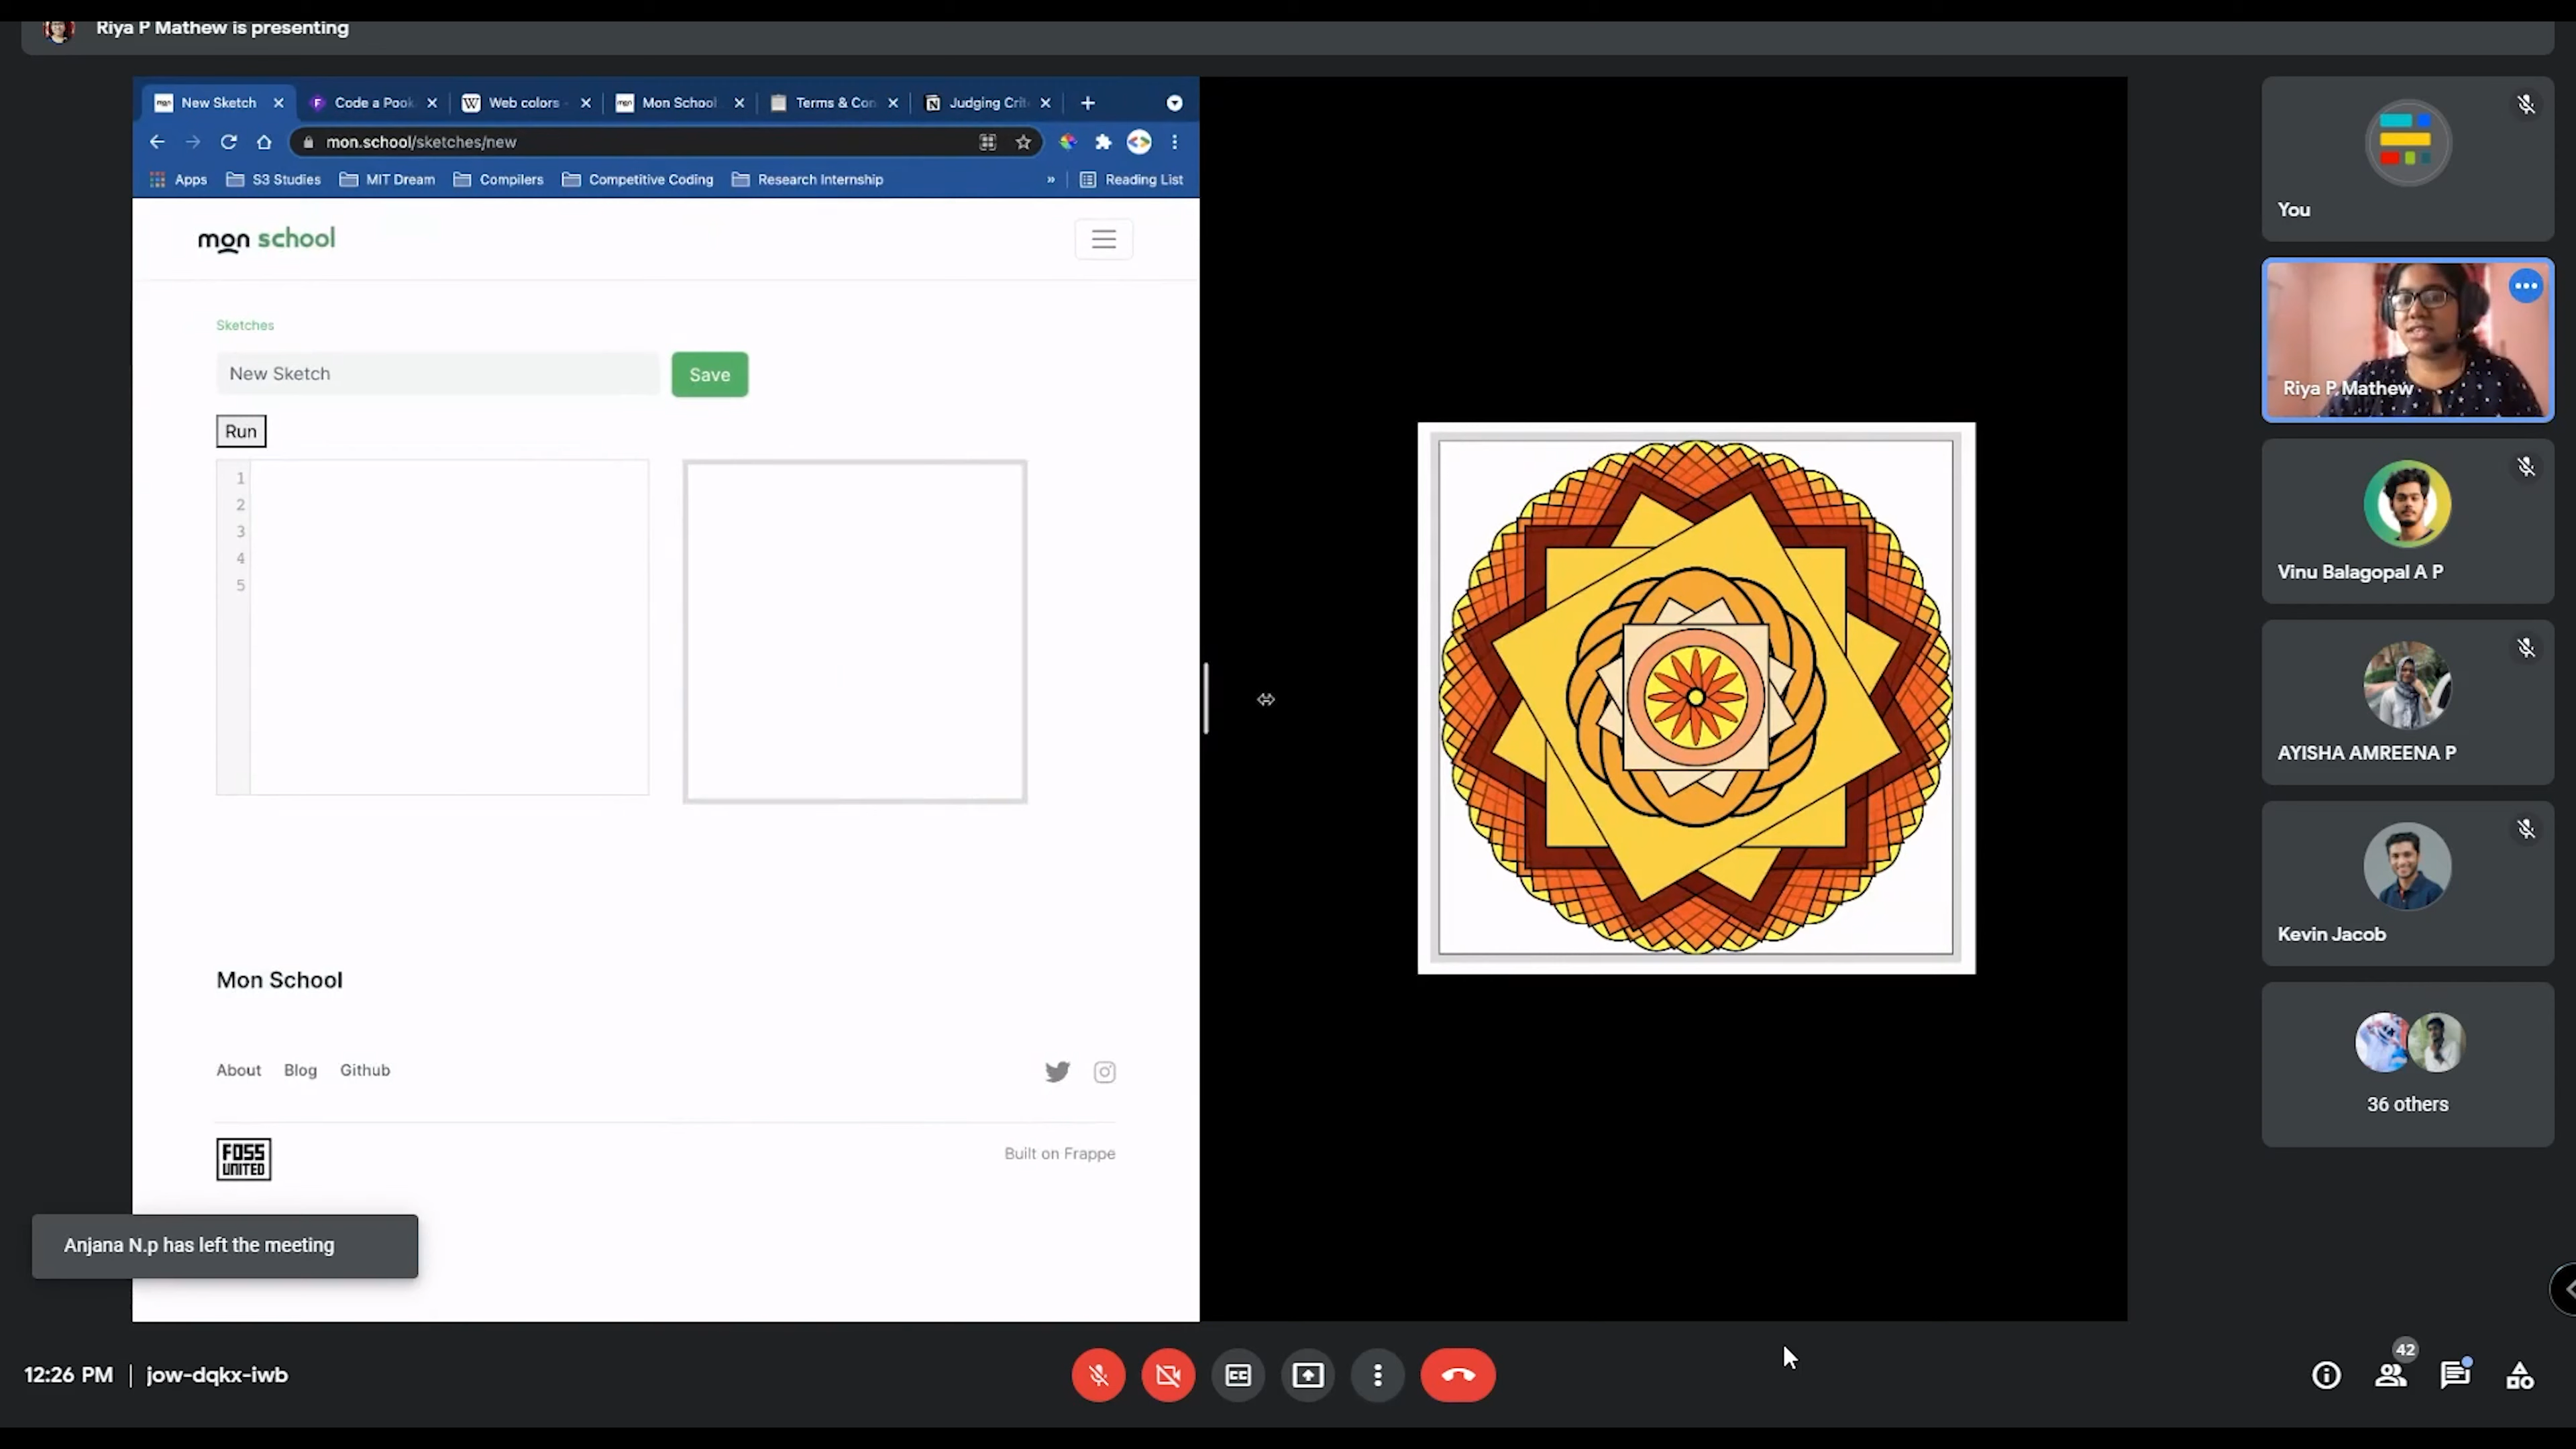 Riya P Mathew is presenting
New Sketch
Code a Pook
Web colors -
Mon School
Terms & Con
Judging Crit
mon.school/sketches/new
Apps
S3 Studies
MIT Dream
Compilers
Competitive Coding
Research Internship
»
Reading List
mon school
Sketches
New Sketch
Save
Run
1
2
3
4
5
Mon School
About
Blog
Github
FOSS
UNITED
Built on Frappe
Anjana N.p has left the meeting
You
Riya P Mathew
Vinu Balagopal A P
AYISHA AMREENA P
Kevin Jacob
36 others
12:26 PM | jow-dqkx-iwb
CC
42